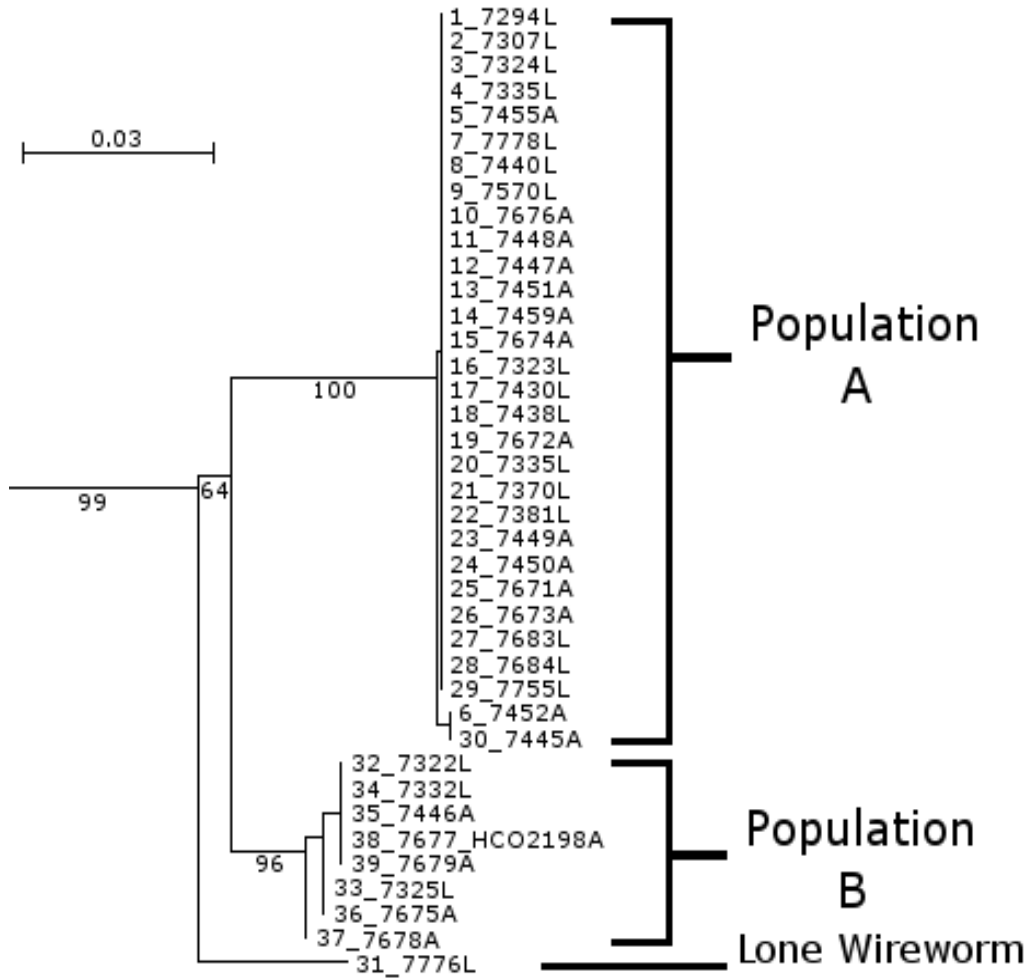 1_7294L
2_7307L
3_7324L
4_7335L
5_7455A
0.03
7_7778L
8_7440L
9_7570L
10_7676A
11_7448A
12_7447A
13_7451A
14_7459A
15_7674A
16_7323L
17_7430L
18_7438L
19_7672A
20_7335L
21_7370L
22_7381L
23_7449A
24_7450A
25_7671A
26_7673A
27_7683L
28_7684L
29_7755L
6_7452A
30_7445A
Population
A
100
64
99
32_7322L
34_7332L
35_7446A
38_7677_HCO2198A
39_7679A
33_7325L
36_7675A
37_7678A
96
Population
B
31_7776L
Lone Wireworm